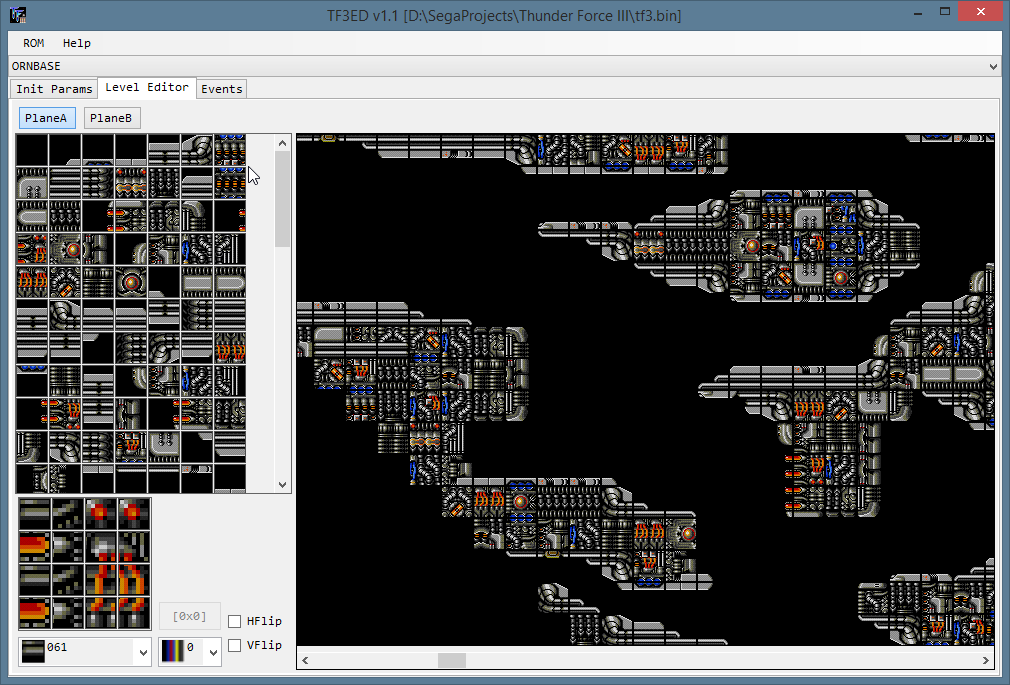 TF3ED v1.1 [D:\SegaProjects\Thunder Force III\tf3.bin]
ROM Help
ORNBASE
Init Params Level Editor Events
PlaneA PlaneB
[0x0]
HFlip
061
0
VFlip